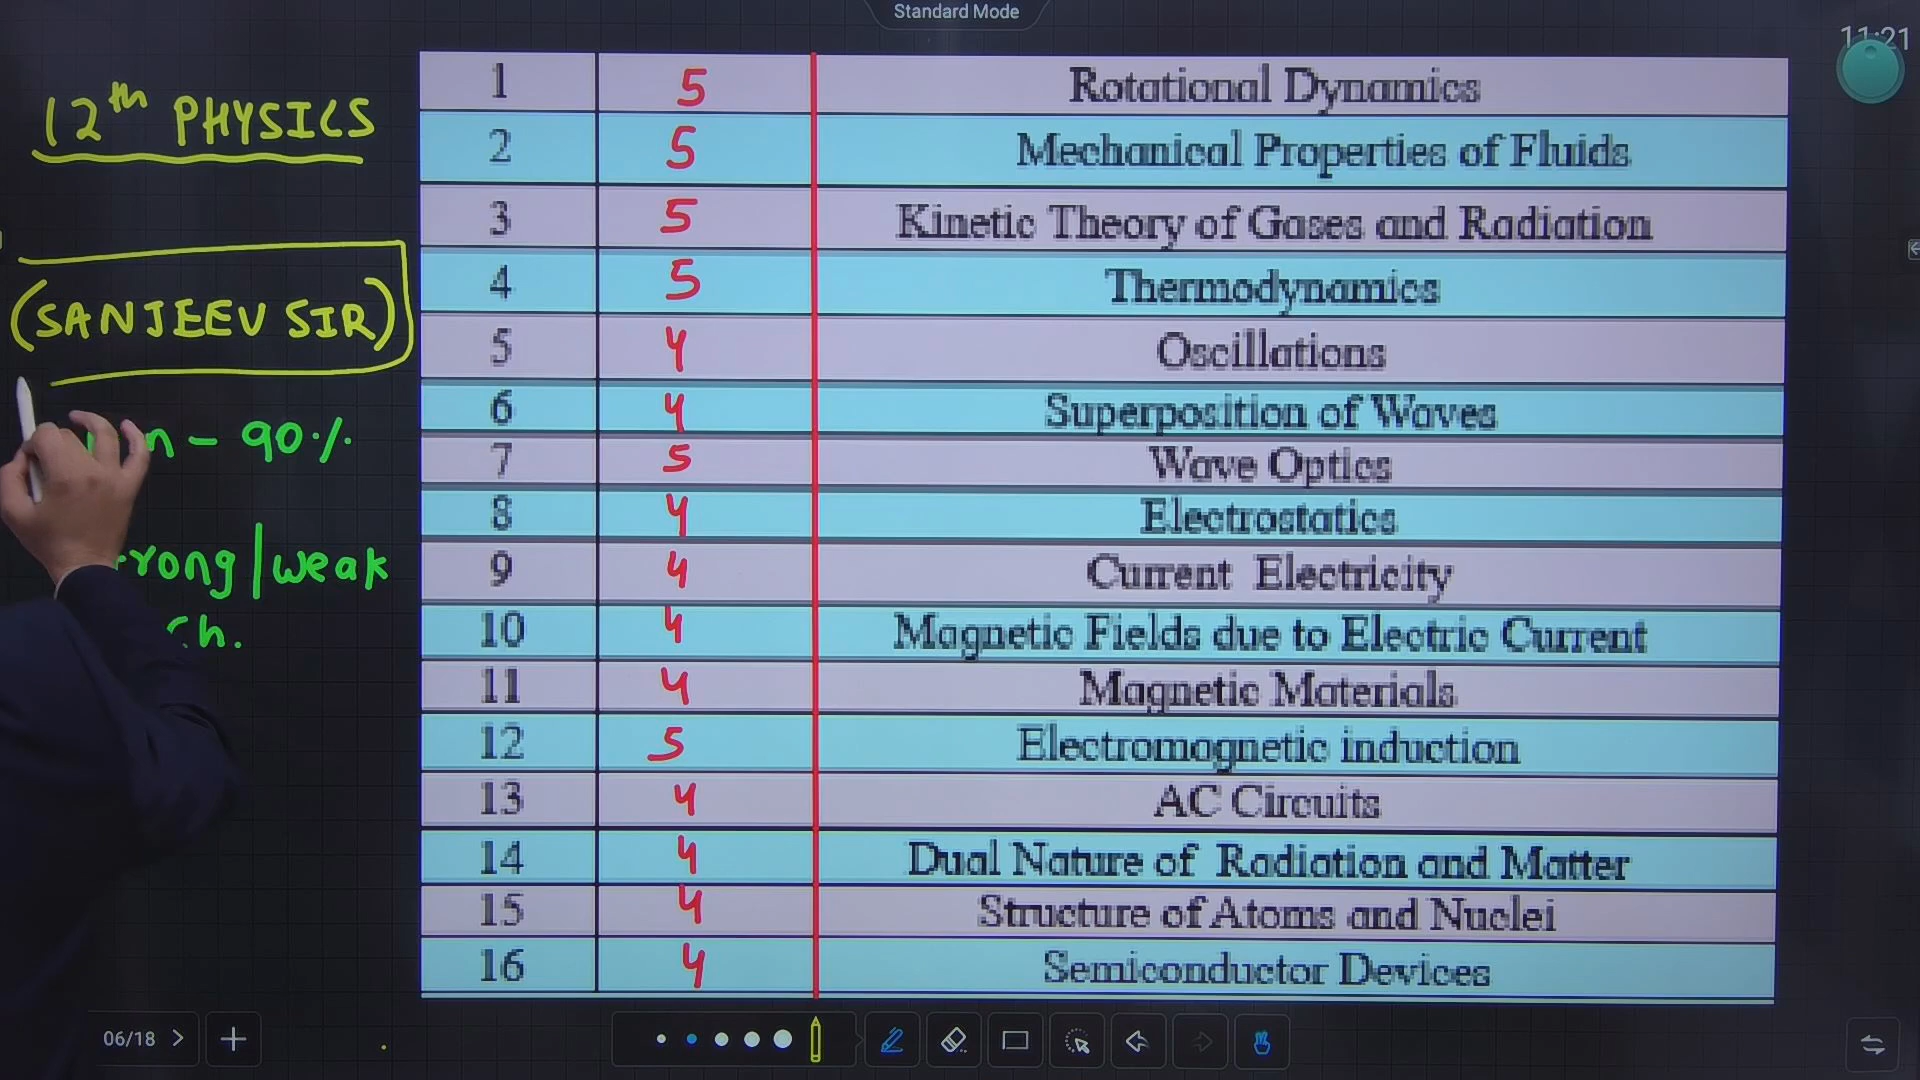 Standard Mode
11:21
12th PHYSICS
(SANJEEV SIR)
- 90%
strong/weak
ch.
1 5 Rotational Dynamics
2 5 Mechanical Properties of Fluids
3 5 Kinetic Theory of Gases and Radiation
4 5 Thermodynamics
5 4 Oscillations
6 4 Superposition of Waves
7 5 Wave Optics
8 4 Electrostatics
9 4 Current Electricity
10 4 Magnetic Fields due to Electric Current
11 4 Magnetic Materials
12 5 Electromagnetic induction
13 4 AC Circuits
14 4 Dual Nature of Radiation and Matter
15 4 Structure of Atoms and Nuclei
16 4 Semiconductor Devices
06/18